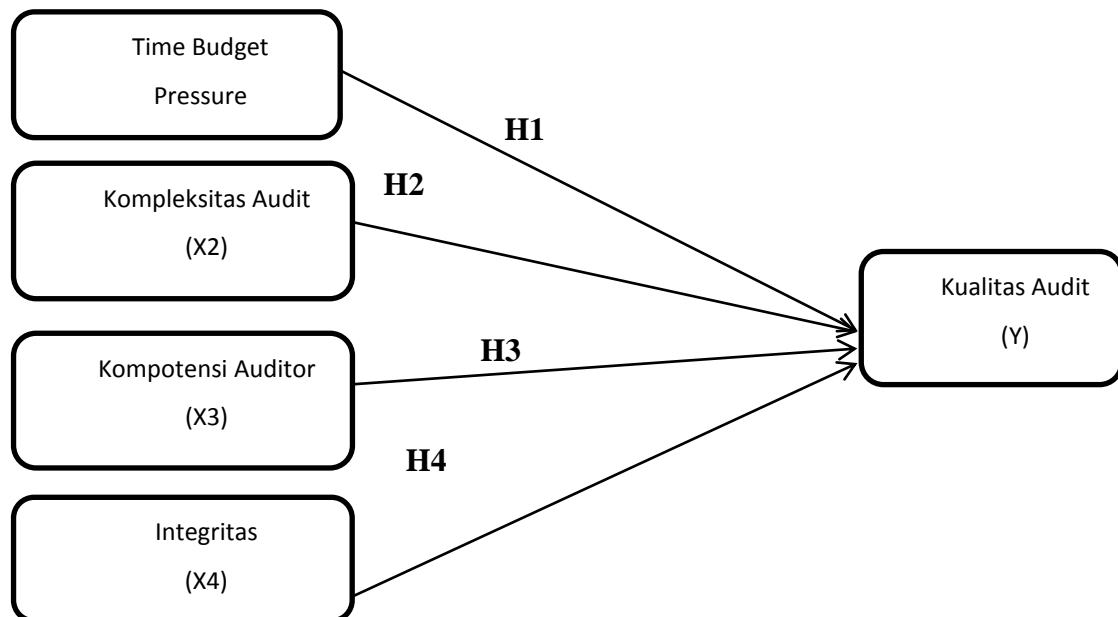 Time Budget
Pressure
H1
H2
Kompleksitas Audit
(X2)
Kualitas Audit
(Y)
H3
Kompotensi Auditor
(X3)
H4
Integritas
(X4)